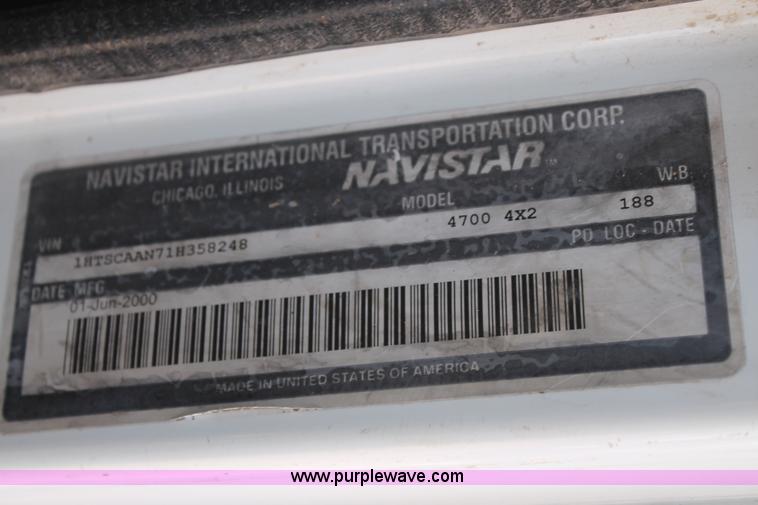 NAVISTAR INTERNATIONAL TRANSPORTATION CORP.
CHICAGO, ILLINOIS NAVISTAR
VIN MODEL W.B
1HTSCAAN71H358248 4700 4X2 188
DATE MFG PD LOC - DATE
01-Jun-2000
MADE IN UNITED STATES OF AMERICA
www.purplewave.com